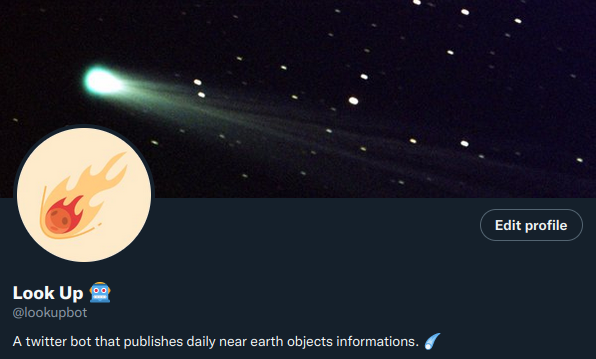 Edit profile
Look Up 🤖
@lookupbot
A twitter bot that publishes daily near earth objects informations. ☄️